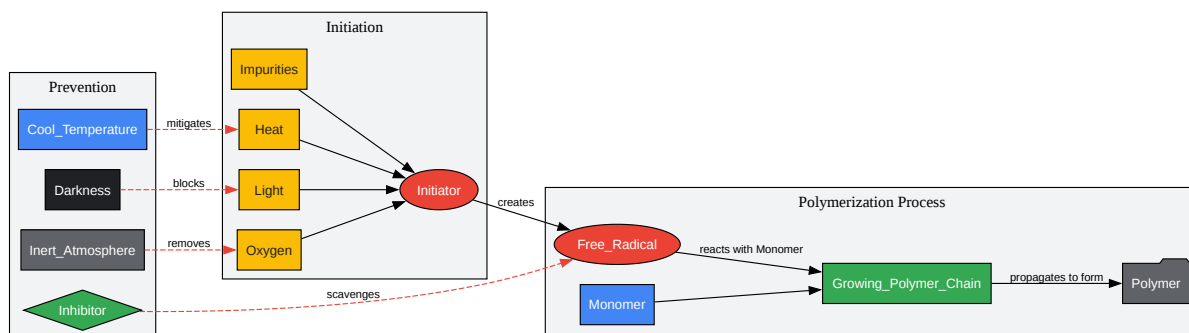 Initiation
Impurities
Prevention
Cool_Temperature
mitigates
Heat
Darkness
blocks
Light
Initiator
creates
Polymerization Process
Inert_Atmosphere
removes
Oxygen
Free_Radical
reacts with Monomer
Growing_Polymer_Chain
propagates to form
Polymer
Inhibitor
scavenges
Monomer